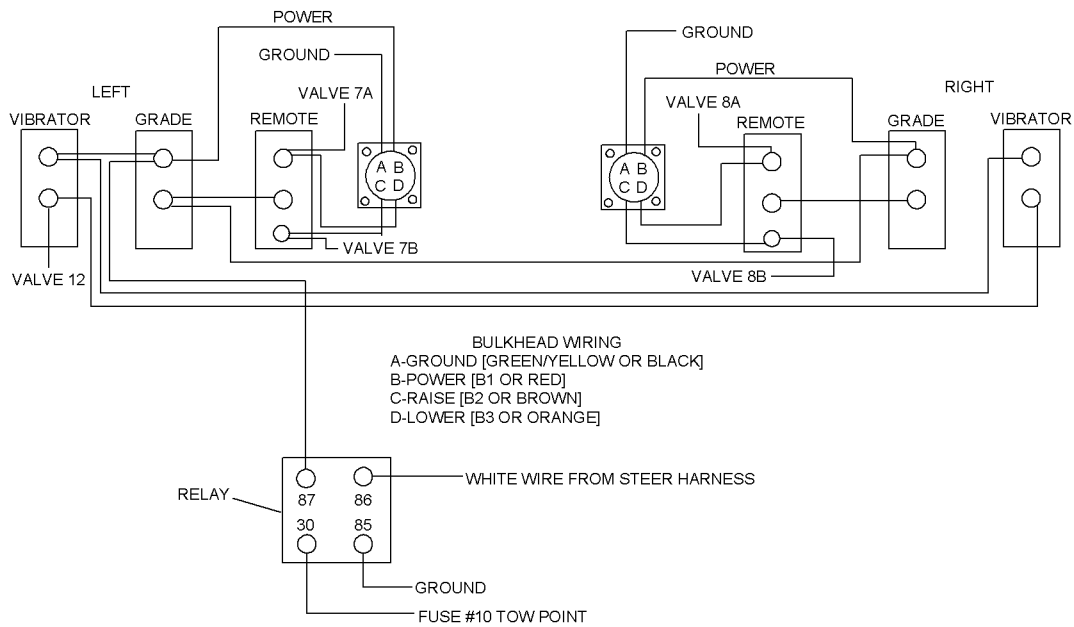 POWER
GROUND
GROUND
POWER
LEFT
RIGHT
VALVE 7A
VALVE 8A
VIBRATOR
GRADE
REMOTE
REMOTE
GRADE
VIBRATOR
A B
C D
A B
C D
VALVE 7B
VALVE 12
VALVE 8B
BULKHEAD WIRING
A-GROUND [GREEN/YELLOW OR BLACK]
B-POWER [B1 OR RED]
C-RAISE [B2 OR BROWN]
D-LOWER [B3 OR ORANGE]
WHITE WIRE FROM STEER HARNESS
RELAY
87 86
30 85
GROUND
FUSE #10 TOW POINT